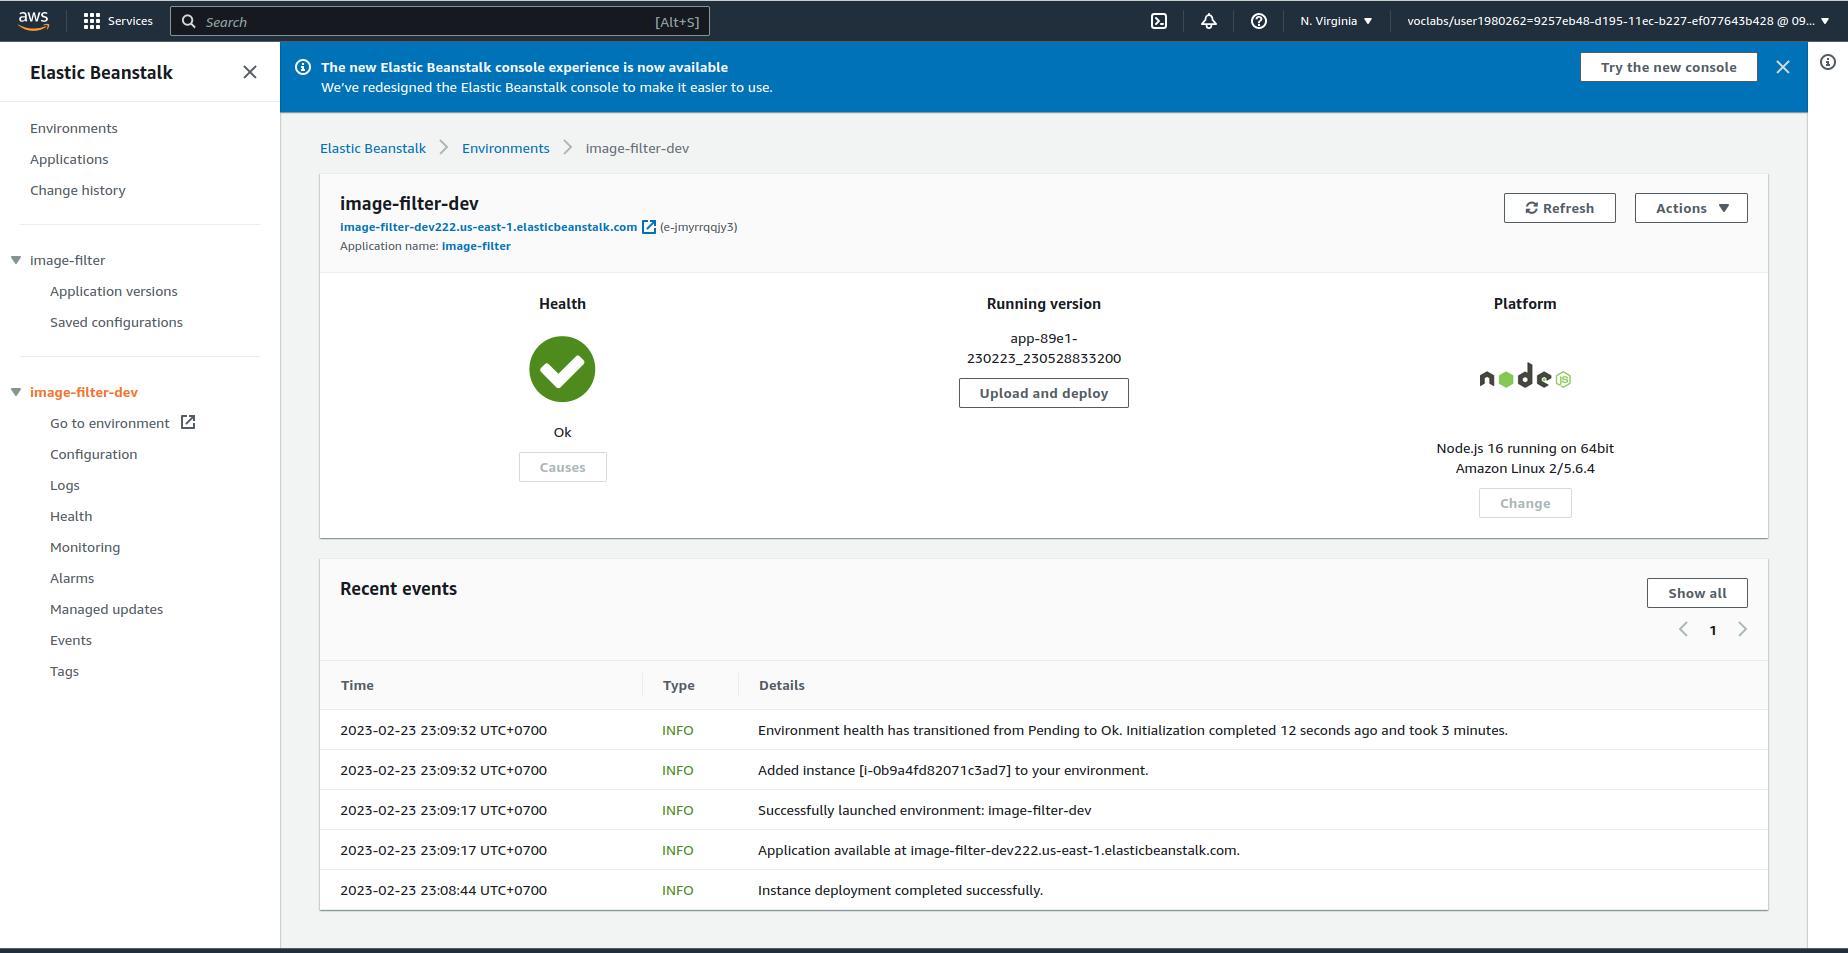 aws Services Search [Alt+S] N. Virginia voclabs/user1980262=9257eb48-d195-11ec-b227-ef077643b428 @ 09...
Elastic Beanstalk
Environments
Applications
Change history
image-filter
Application versions
Saved configurations
image-filter-dev
Go to environment
Configuration
Logs
Health
Monitoring
Alarms
Managed updates
Events
Tags
The new Elastic Beanstalk console experience is now available
We've redesigned the Elastic Beanstalk console to make it easier to use.
Try the new console
Elastic Beanstalk Environments image-filter-dev
image-filter-dev
image-filter-dev222.us-east-1.elasticbeanstalk.com (e-jmyrrqqjy3)
Application name: image-filter
Refresh Actions
Health
Ok
Causes
Running version
app-89e1-
230223_230528833200
Upload and deploy
Platform
node JS
Node.js 16 running on 64bit
Amazon Linux 2/5.6.4
Change
Recent events
Show all
1
Time Type Details
2023-02-23 23:09:32 UTC+0700 INFO Environment health has transitioned from Pending to Ok. Initialization completed 12 seconds ago and took 3 minutes.
2023-02-23 23:09:32 UTC+0700 INFO Added instance [i-0b9a4fd82071c3ad7] to your environment.
2023-02-23 23:09:17 UTC+0700 INFO Successfully launched environment: image-filter-dev
2023-02-23 23:09:17 UTC+0700 INFO Application available at image-filter-dev222.us-east-1.elasticbeanstalk.com.
2023-02-23 23:08:44 UTC+0700 INFO Instance deployment completed successfully.